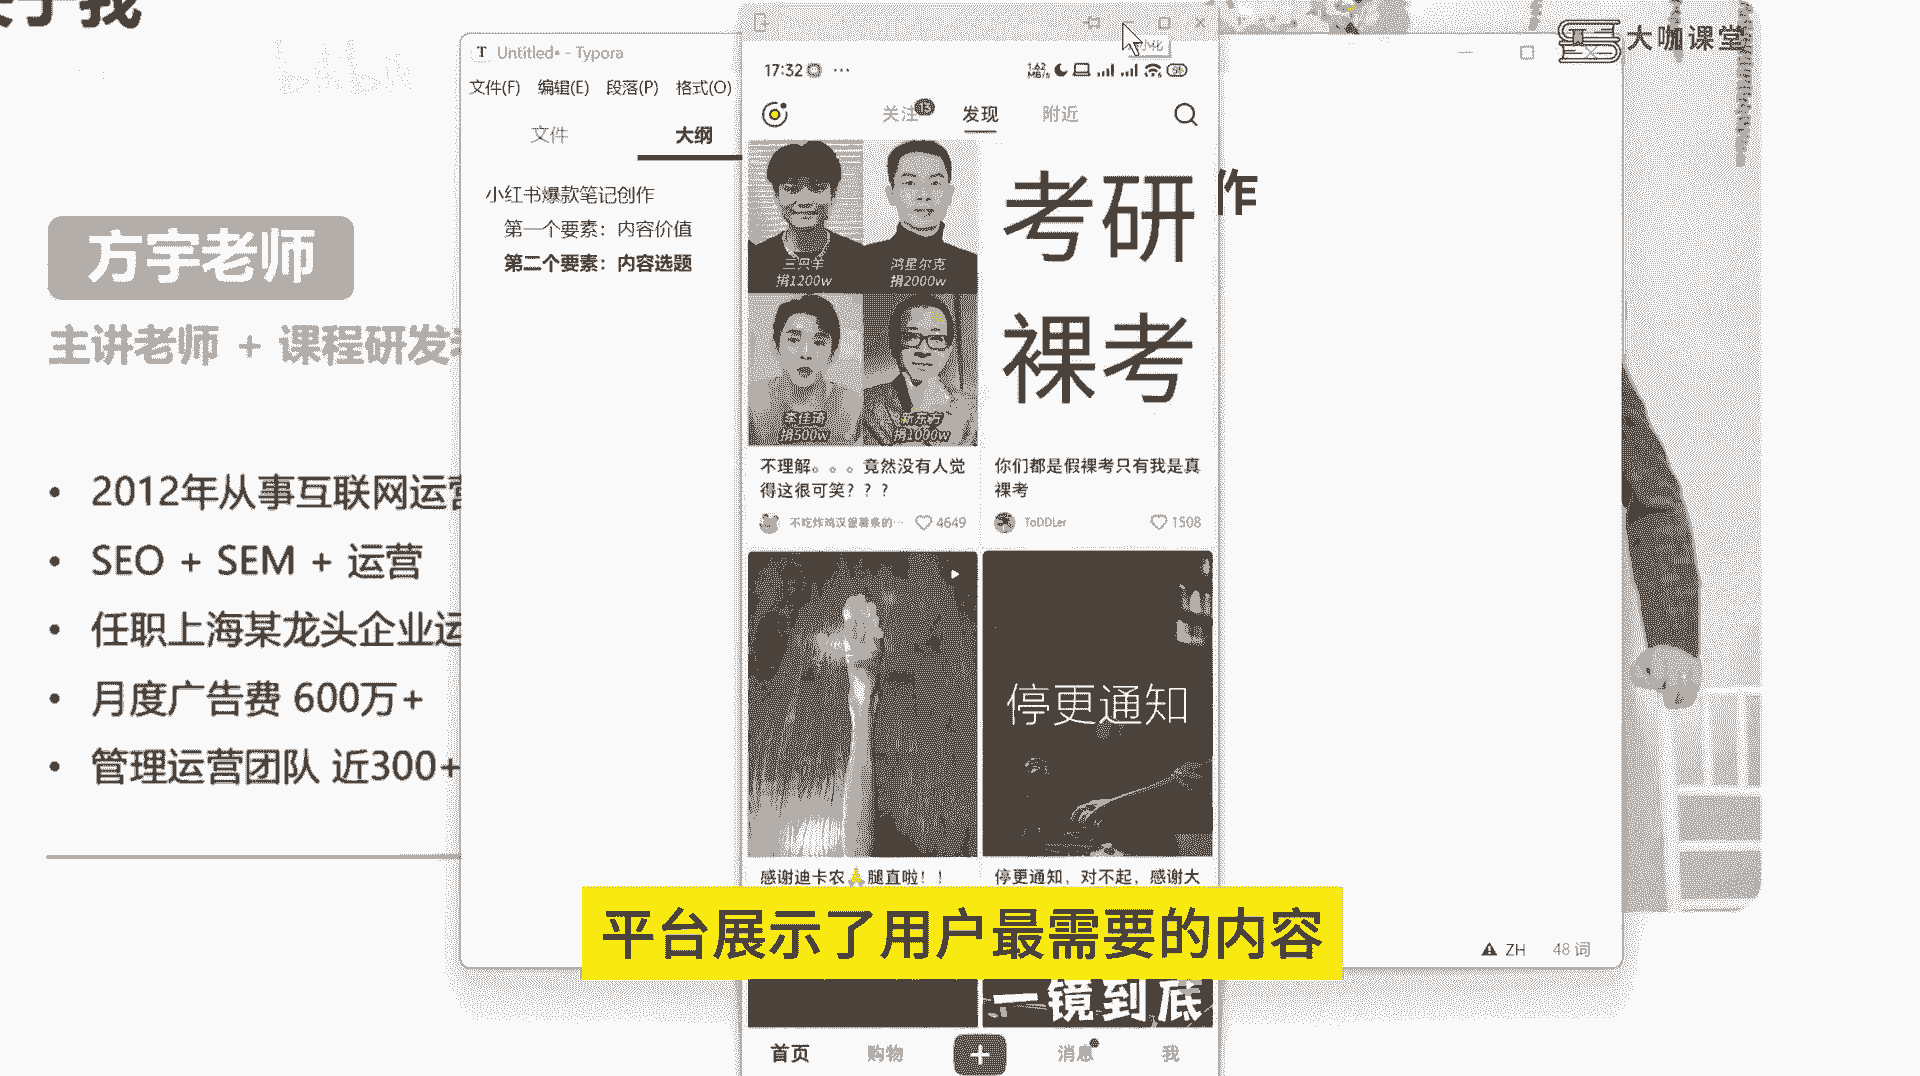 关于我
大咖课堂
方宇老师
主讲老师 + 课程研发
• 2012年从事互联网运营
• SEO + SEM + 运营
• 任职上海某龙头企业运
• 月度广告费 600万+
• 管理运营团队 近300+
Untitled• - Typora
文件(F) 编辑(E) 段落(P) 格式(O)
文件 大纲
小红书爆款笔记创作
第一个要素：内容价值
第二个要素：内容选题
作
17:32
1.62 MB/s
关注 13 发现 附近
三只羊
捐1200w
鸿星尔克
捐2000w
李佳琦
捐500w
新东方
捐1000w
考研
裸考
不理解。。。竟然没有人觉
得这很可笑？？？
不吃炸鸡汉堡薯条的… 4649
你们都是假裸考只有我是真
裸考
ToDDLer 1508
停更通知
感谢迪卡农🙏腿直啦！！
停更通知，对不起，感谢大
平台展示了用户最需要的内容
一镜到底
首页 购物 + 消息 我
ZH 48 词